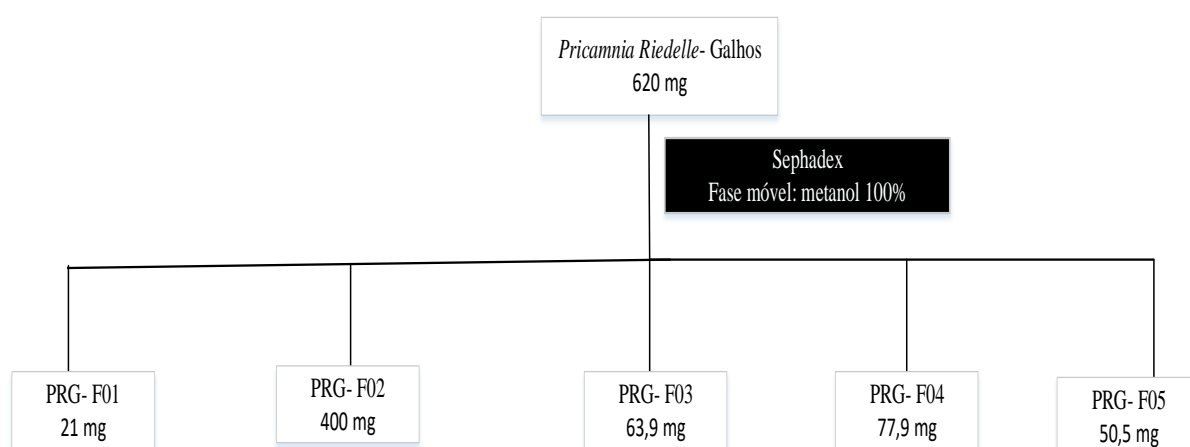 Pricamnia Riedelle- Galhos
620 mg
Sephadex
Fase móvel: metanol 100%
PRG- F01
21 mg
PRG- F02
400 mg
PRG- F03
63,9 mg
PRG- F04
77,9 mg
PRG- F05
50,5 mg